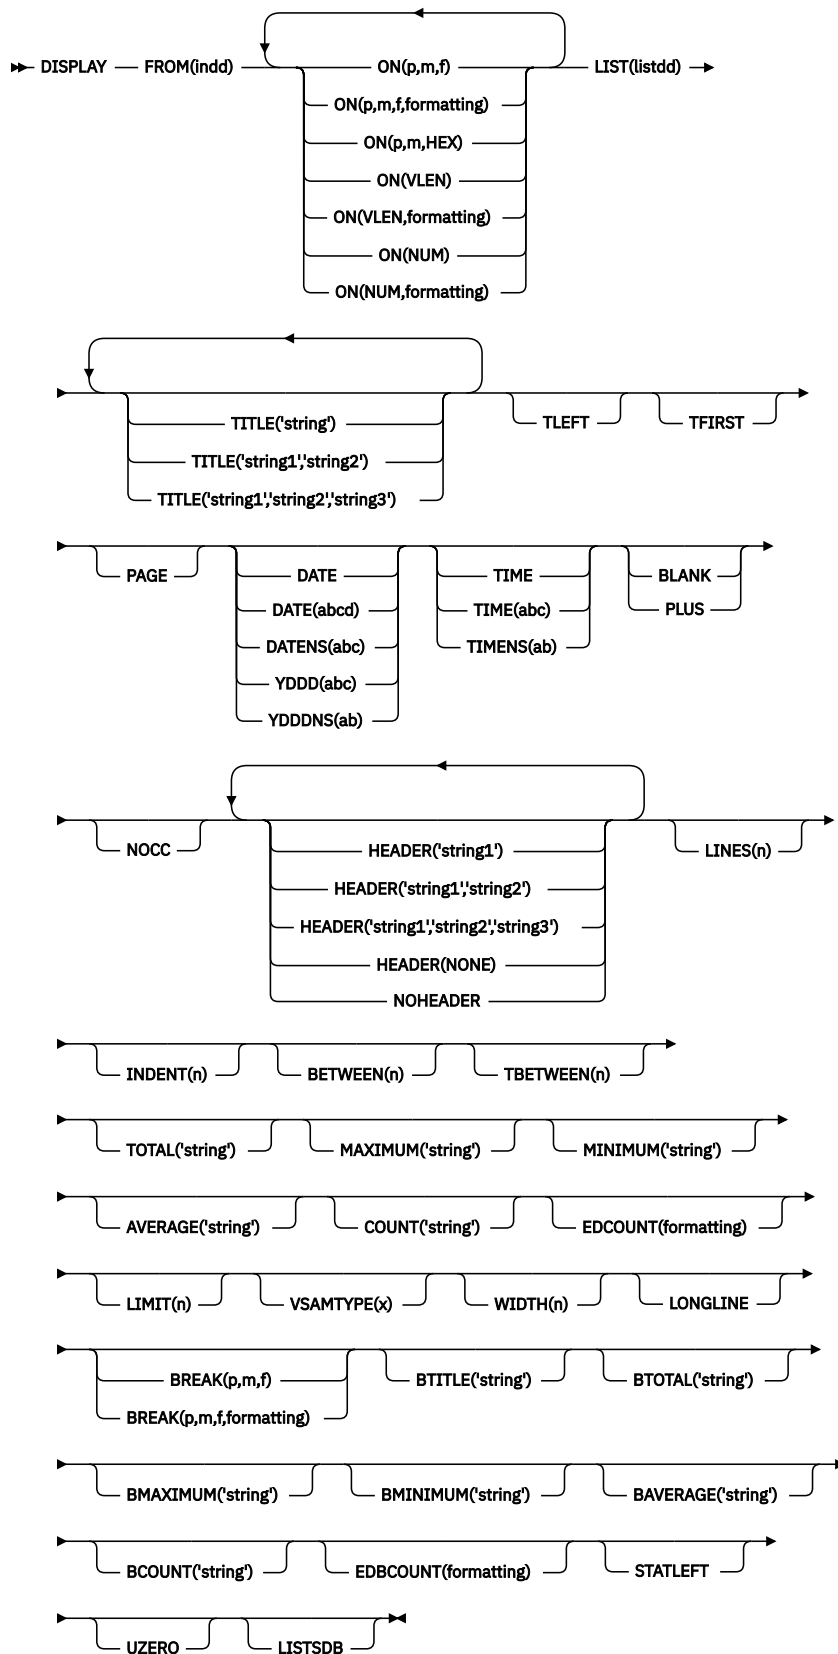 DISPLAY FROM(indd) ON(p,m,f) LIST(listdd)
ON(p,m,f,formatting)
ON(p,m,HEX)
ON(VLEN)
ON(VLEN,formatting)
ON(NUM)
ON(NUM,formatting)
TITLE('string') TLEFT TFIRST
TITLE('string1','string2')
TITLE('string1','string2','string3')
PAGE DATE TIME BLANK
DATE(abcd) TIME(abc) PLUS
DATENS(abc) TIMENS(ab)
YDDD(abc)
YDDDNS(ab)
NOCC HEADER('string1') LINES(n)
HEADER('string1','string2')
HEADER('string1','string2','string3')
HEADER(NONE)
NOHEADER
INDENT(n) BETWEEN(n) TBETWEEN(n)
TOTAL('string') MAXIMUM('string') MINIMUM('string')
AVERAGE('string') COUNT('string') EDCOUNT(formatting)
LIMIT(n) VSAMTYPE(x) WIDTH(n) LONGLINE
BREAK(p,m,f) BTITLE('string') BTOTAL('string')
BREAK(p,m,f,formatting)
BMAXIMUM('string') BMINIMUM('string') BAVERAGE('string')
BCOUNT('string') EDBCOUNT(formatting) STATLEFT
UZERO LISTSDB